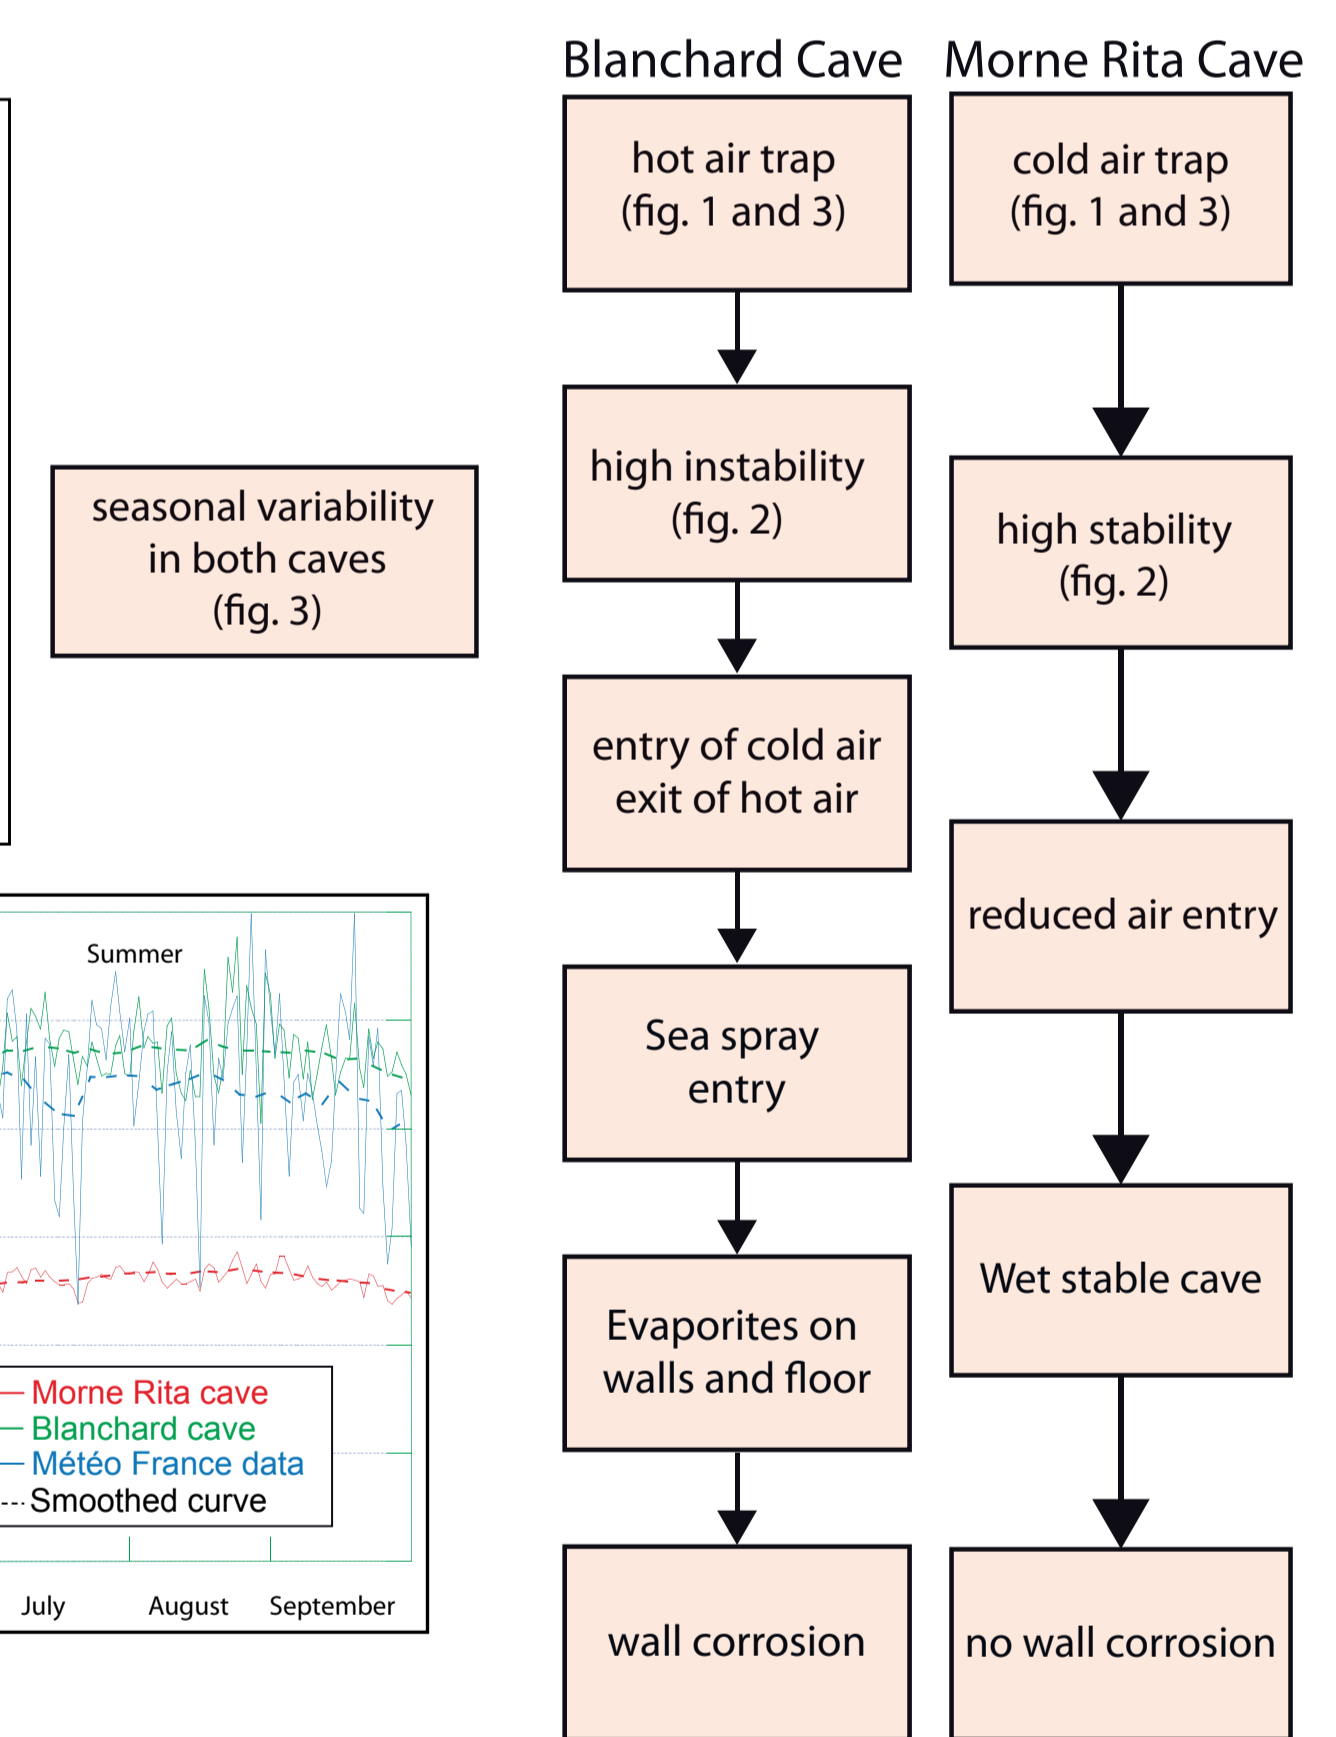 Blanchard Cave
Morne Rita Cave
hot air trap
(fig. 1 and 3)
cold air trap
(fig. 1 and 3)
high instability
(fig. 2)
high stability
(fig. 2)
seasonal variability
in both caves
(fig. 3)
entry of cold air
exit of hot air
reduced air entry
Sea spray
entry
Wet stable cave
Evaporites on
walls and floor
wall corrosion
no wall corrosion
Summer
Morne Rita cave
Blanchard cave
Météo France data
Smoothed curve
July
August
September